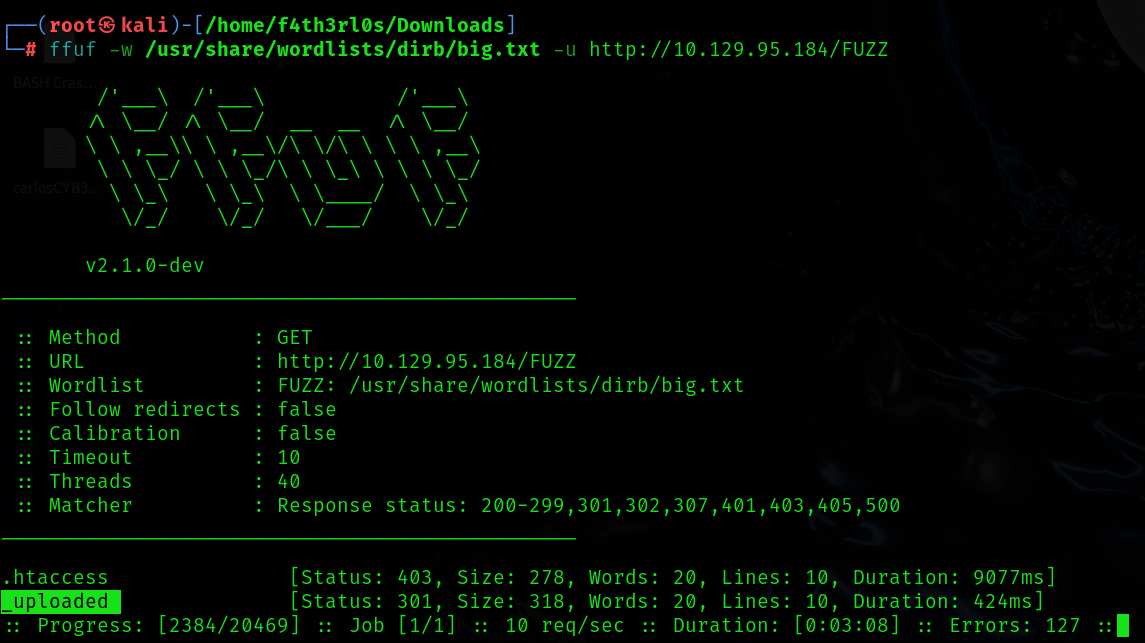 ┌──(root㉿kali)-[/home/f4th3rl0s/Downloads]
└─# ffuf -w /usr/share/wordlists/dirb/big.txt -u http://10.129.95.184/FUZZ
BASH Cras...
carlosCYB3...
        /'___\  /'___\           /'___\
       /\ \__/ /\ \__/  __  __  /\ \__/
       \ \ ,__\\ \ ,__\/\ \/\ \ \ \ ,__\
        \ \ \_/ \ \ \_/\ \ \_\ \ \ \ \_/
         \ \_\   \ \_\  \ \____/  \ \_\
          \/_/    \/_/   \/___/    \/_/
v2.1.0-dev
________________________________________________
:: Method : GET
:: URL : http://10.129.95.184/FUZZ
:: Wordlist : FUZZ: /usr/share/wordlists/dirb/big.txt
:: Follow redirects : false
:: Calibration : false
:: Timeout : 10
:: Threads : 40
:: Matcher : Response status: 200-299,301,302,307,401,403,405,500
________________________________________________
.htaccess [Status: 403, Size: 278, Words: 20, Lines: 10, Duration: 9077ms]
_uploaded [Status: 301, Size: 318, Words: 20, Lines: 10, Duration: 424ms]
:: Progress: [2384/20469] :: Job [1/1] :: 10 req/sec :: Duration: [0:03:08] :: Errors: 127 ::